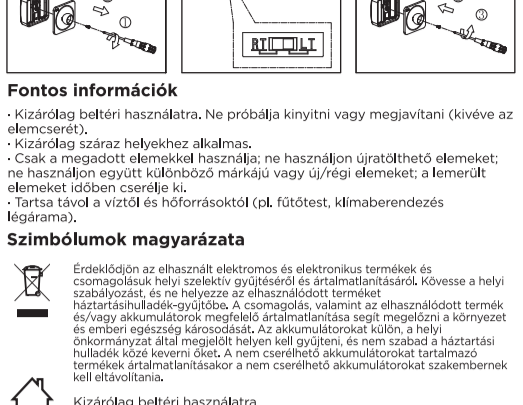 ①
③
RT LT
Fontos információk
· Kizárólag beltéri használatra. Ne próbálja kinyitni vagy megjavítani (kivéve az
elemcserét).
· Kizárólag száraz helyekhez alkalmas.
· Csak a megadott elemekkel használja; ne használjon újratölthető elemeket;
ne használjon együtt különböző márkájú vagy új/régi elemeket; a lemerült
elemeket időben cserélje ki.
· Tartsa távol a víztől és hőforrásoktól (pl. fűtőtest, klímaberendezés
légárama).
Szimbólumok magyarázata
Érdeklődjön az elhasznált elektromos és elektronikus termékek és
csomagolásuk helyi szelektív gyűjtéséről és ártalmatlanításáról. Kövesse a helyi
szabályozást, és ne helyezze az elhasználódott terméket
háztartásihulladék-gyűjtőbe. A csomagolás, valamint az elhasználódott termék
és/vagy akkumulátorok megfelelő ártalmatlanítása segít megelőzni a környezet
és emberi egészség károsodását. Az akkumulátorokat külön, a helyi
önkormányzat által megjelölt helyen kell gyűjteni, és nem szabad a háztartási
hulladék közé keverni őket. A nem cserélhető akkumulátorokat tartalmazó
termékek ártalmatlanításakor a nem cserélhető akkumulátorokat szakembernek
kell eltávolítania.
Kizárólag beltéri használatra